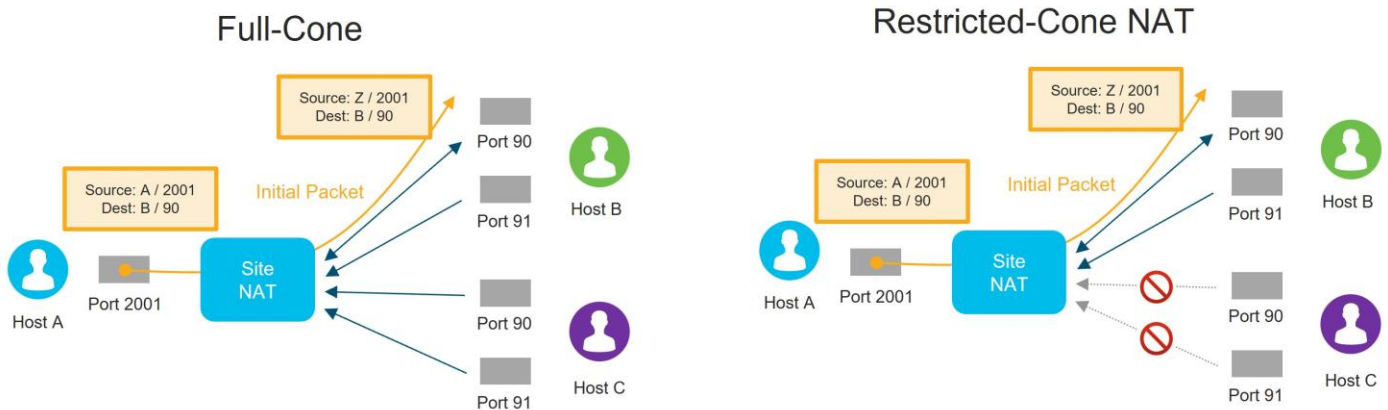 Full-Cone
Source: Z / 2001
Dest: B / 90
Port 90
Source: A / 2001
Dest: B / 90
Initial Packet
Port 91
Host B
Site
NAT
Port 2001
Host A
Port 90
Host C
Port 91
Restricted-Cone NAT
Source: Z / 2001
Dest: B / 90
Port 90
Source: A / 2001
Dest: B / 90
Initial Packet
Port 91
Host B
Site
NAT
Port 2001
Host A
Port 90
Host C
Port 91